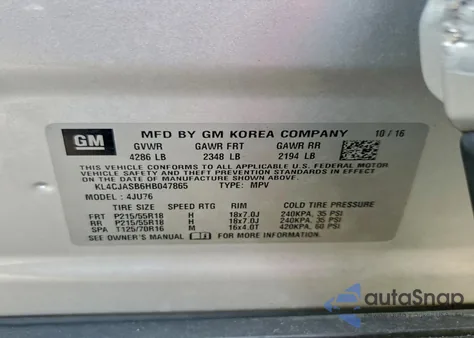 GM
MFD BY GM KOREA COMPANY 10/16
GVWR GAWR FRT GAWR RR
4286 LB 2348 LB 2194 LB
THIS VEHICLE CONFORMS TO ALL APPLICABLE U.S. FEDERAL MOTOR
VEHICLE SAFETY AND THEFT PREVENTION STANDARDS IN EFFECT ON THE
DATE OF MANUFACTURE SHOWN ABOVE.
KL4CJASB6HB047865 TYPE: MPV
MODEL: 4JU76
TIRE SIZE SPEED RTG RIM COLD TIRE PRESSURE
FRT P215/55R18 H 18x7.0J 240KPA, 35 PSI
RR P215/55R18 H 18x7.0J 240KPA, 35 PSI
SPA T125/70R16 M 16x4.0T 420KPA, 60 PSI
SEE OWNER'S MANUAL FOR MORE INFORMATION.
autoSnap